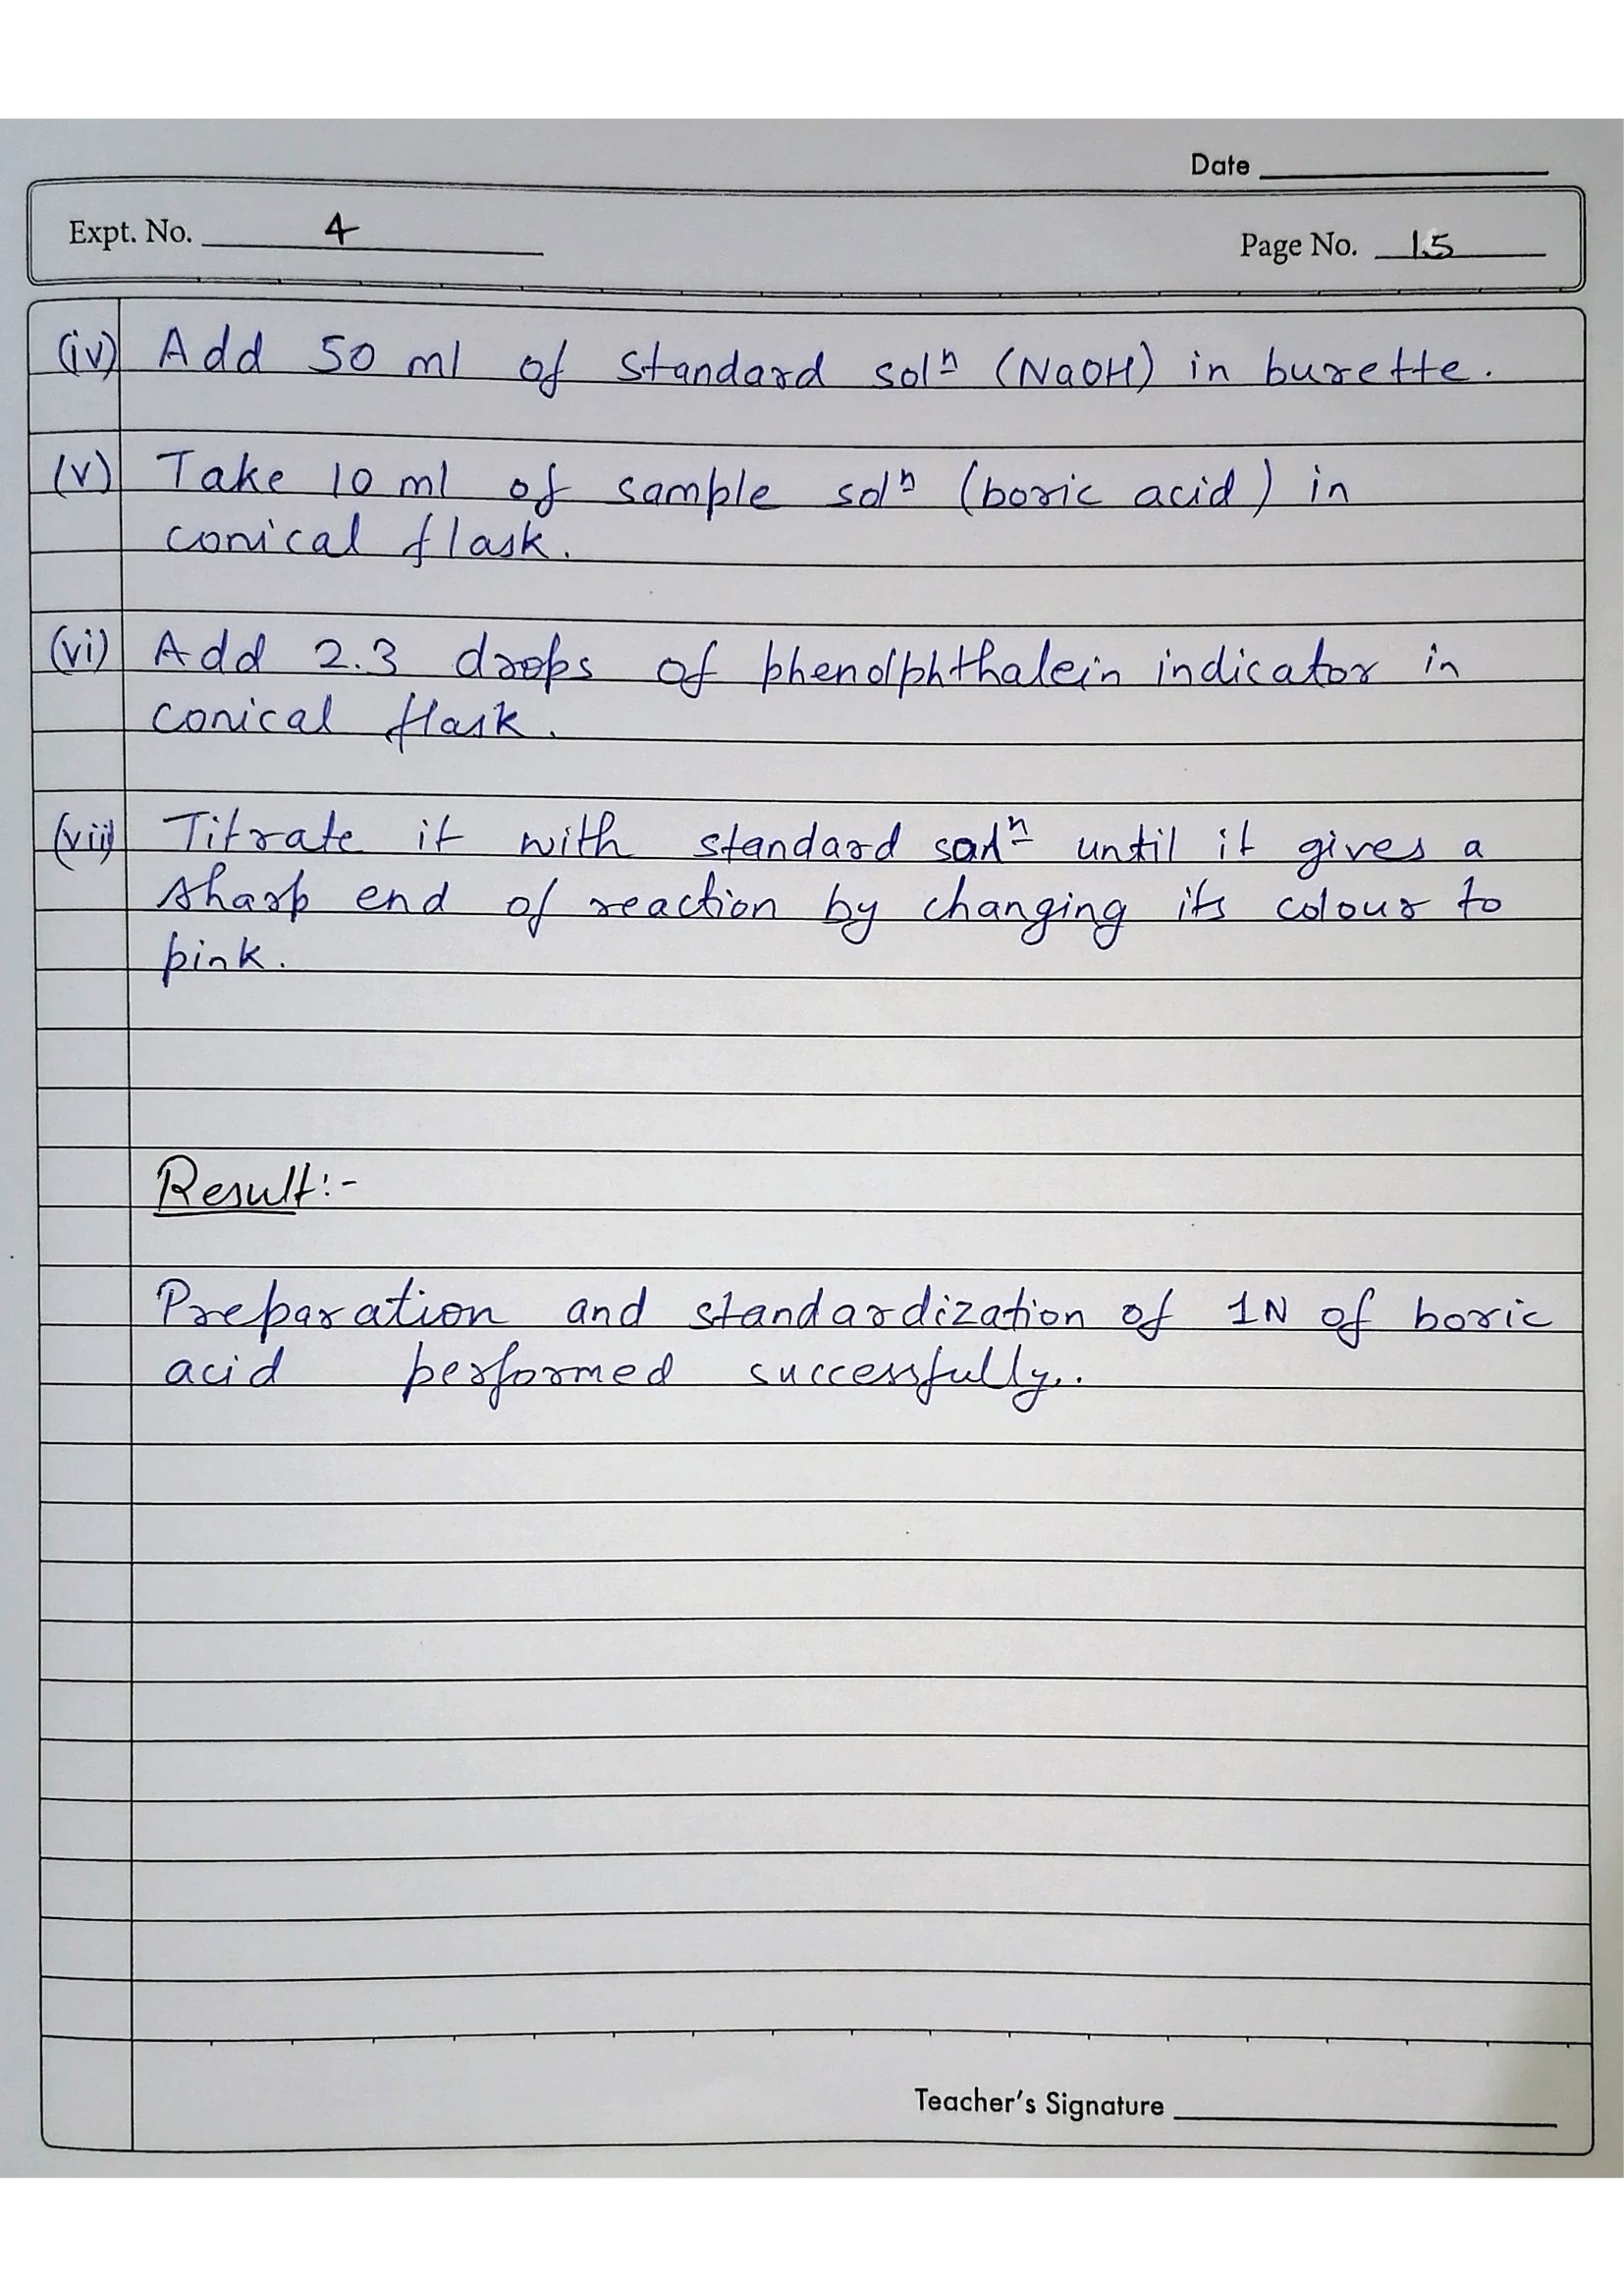 Date
Expt. No. 4
Page No. 15
(iv) Add 50 ml of standard solⁿ (NaOH) in burette.
(v) Take 10 ml of sample solⁿ (boric acid) in
conical flask.
(vi) Add 2.3 drops of phenolphthalein indicator in
conical flask.
(vii) Titrate it with standard solⁿ until it gives a
sharp end of reaction by changing its colour to
pink.
Result:-
Preparation and standardization of 1N of boric
acid performed successfully..
Teacher's Signature